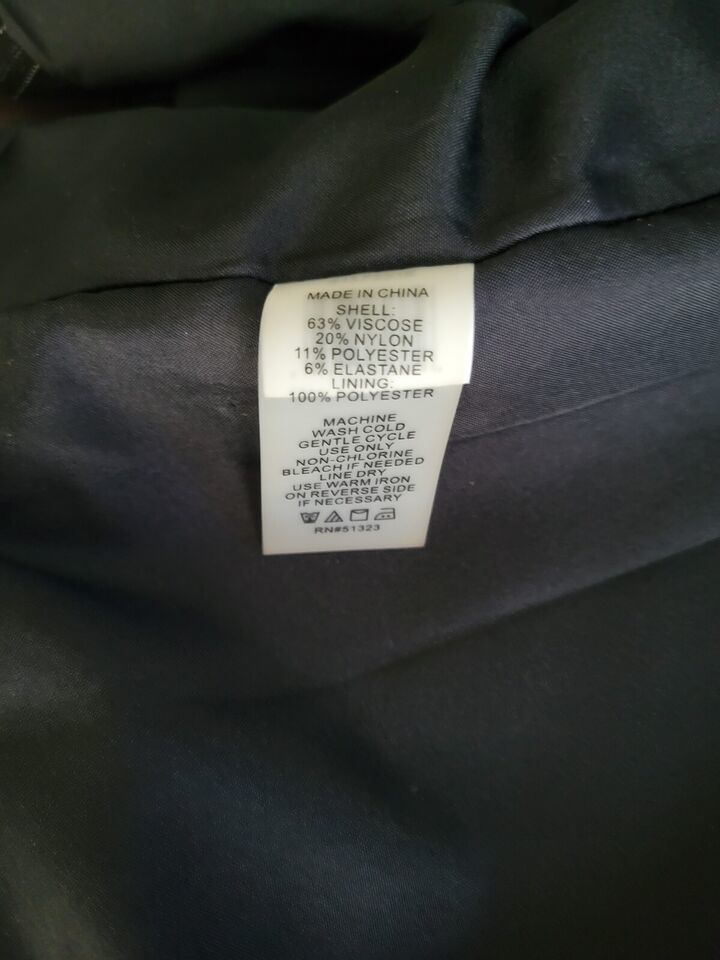 MADE IN CHINA
SHELL:
63% VISCOSE
20% NYLON
11% POLYESTER
6% ELASTANE
LINING:
100% POLYESTER
MACHINE
WASH COLD
GENTLE CYCLE
USE ONLY
NON-CHLORINE
BLEACH IF NEEDED
LINE DRY
USE WARM IRON
ON REVERSE SIDE
IF NECESSARY
RN#51323